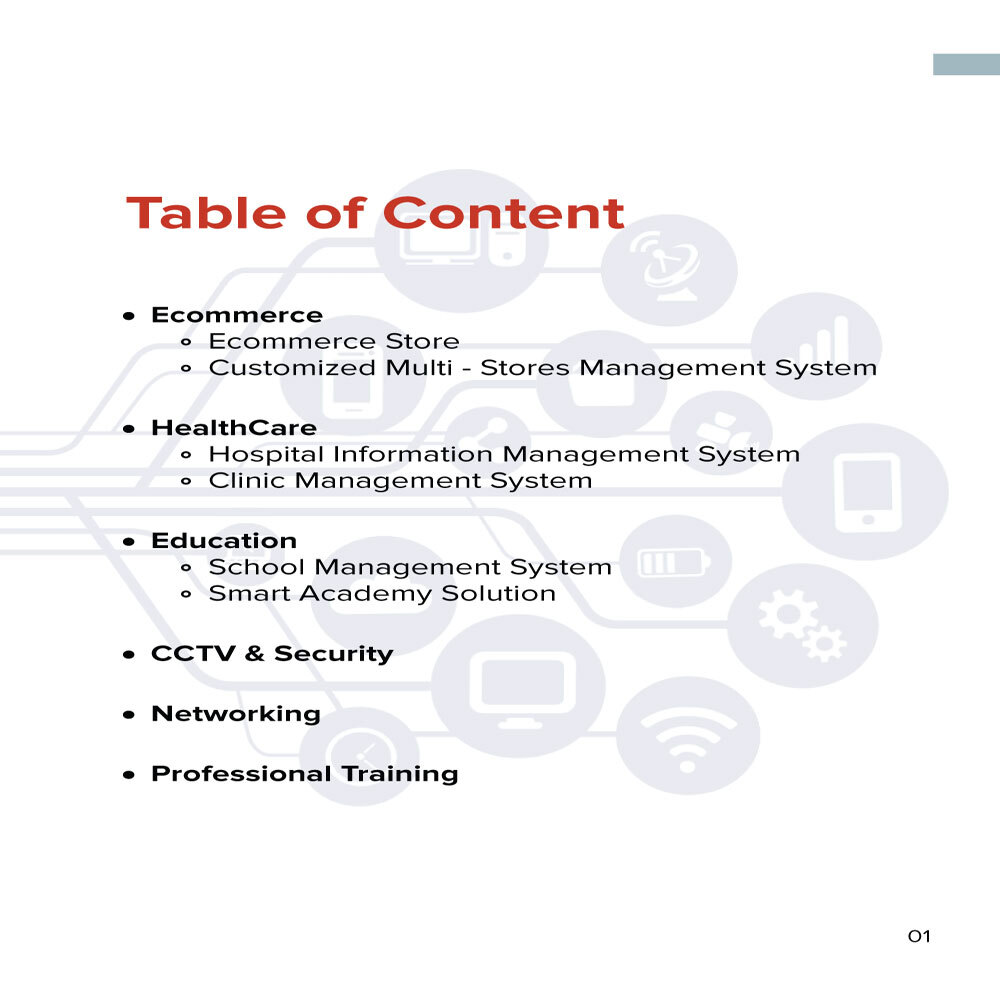 Table of Content
• Ecommerce
∘ Ecommerce Store
∘ Customized Multi - Stores Management System
• HealthCare
∘ Hospital Information Management System
∘ Clinic Management System
• Education
∘ School Management System
∘ Smart Academy Solution
• CCTV & Security
• Networking
• Professional Training
01